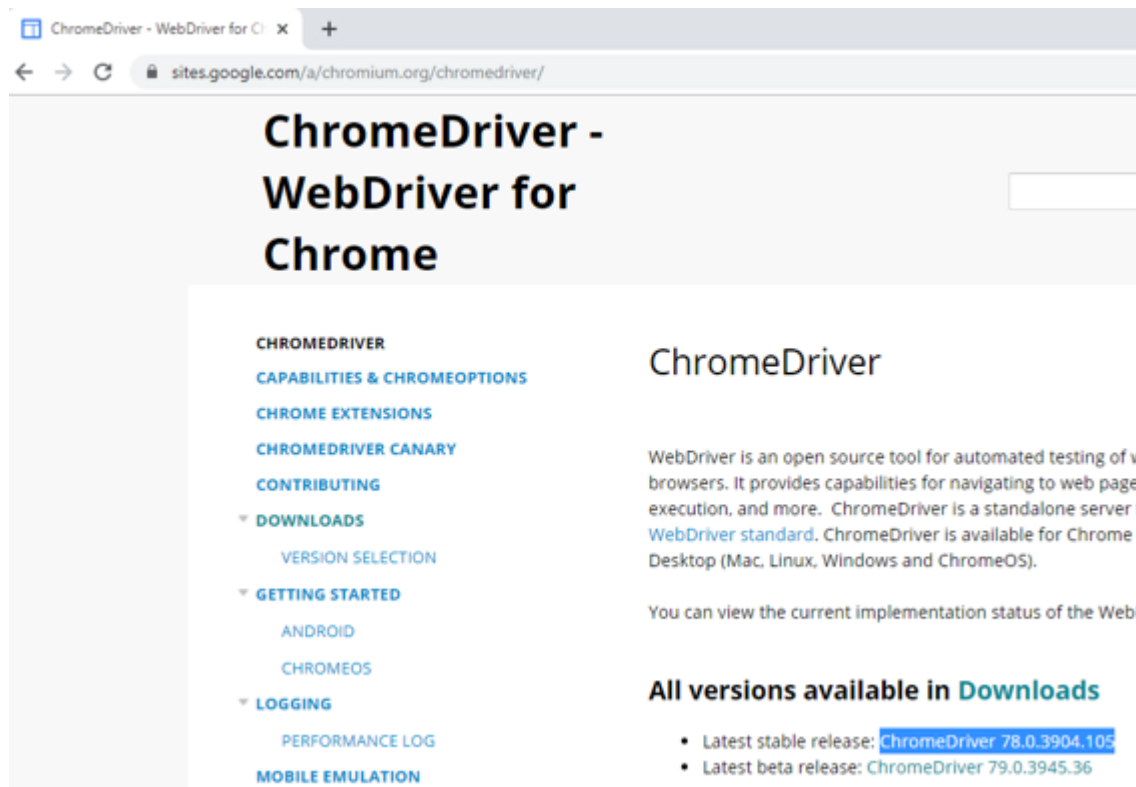 ChromeDriver - WebDriver for Ch
sites.google.com/a/chromium.org/chromedriver/
ChromeDriver -
WebDriver for
Chrome
CHROMEDRIVER
CAPABILITIES & CHROMEOPTIONS
CHROME EXTENSIONS
CHROMEDRIVER CANARY
CONTRIBUTING
DOWNLOADS
VERSION SELECTION
GETTING STARTED
ANDROID
CHROMEOS
LOGGING
PERFORMANCE LOG
MOBILE EMULATION
ChromeDriver
WebDriver is an open source tool for automated testing of
browsers. It provides capabilities for navigating to web page
execution, and more. ChromeDriver is a standalone server
WebDriver standard. ChromeDriver is available for Chrome
Desktop (Mac, Linux, Windows and ChromeOS).
You can view the current implementation status of the Web
All versions available in Downloads
• Latest stable release: ChromeDriver 78.0.3904.105
• Latest beta release: ChromeDriver 79.0.3945.36